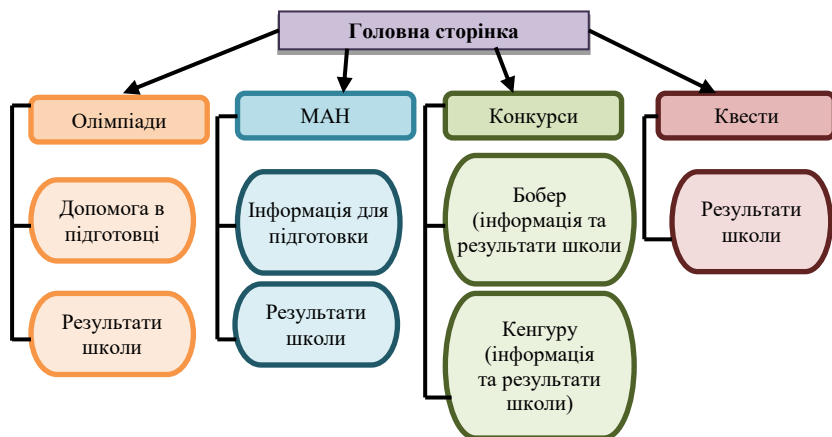 Головна сторінка
Олімпіади
Допомога в
підготовці
Результати
школи
МАН
Інформація для
підготовки
Результати
школи
Конкурси
Бобер
(інформація та
результати школи
Кенгуру
(інформація
та результати
школи)
Квести
Результати
школи